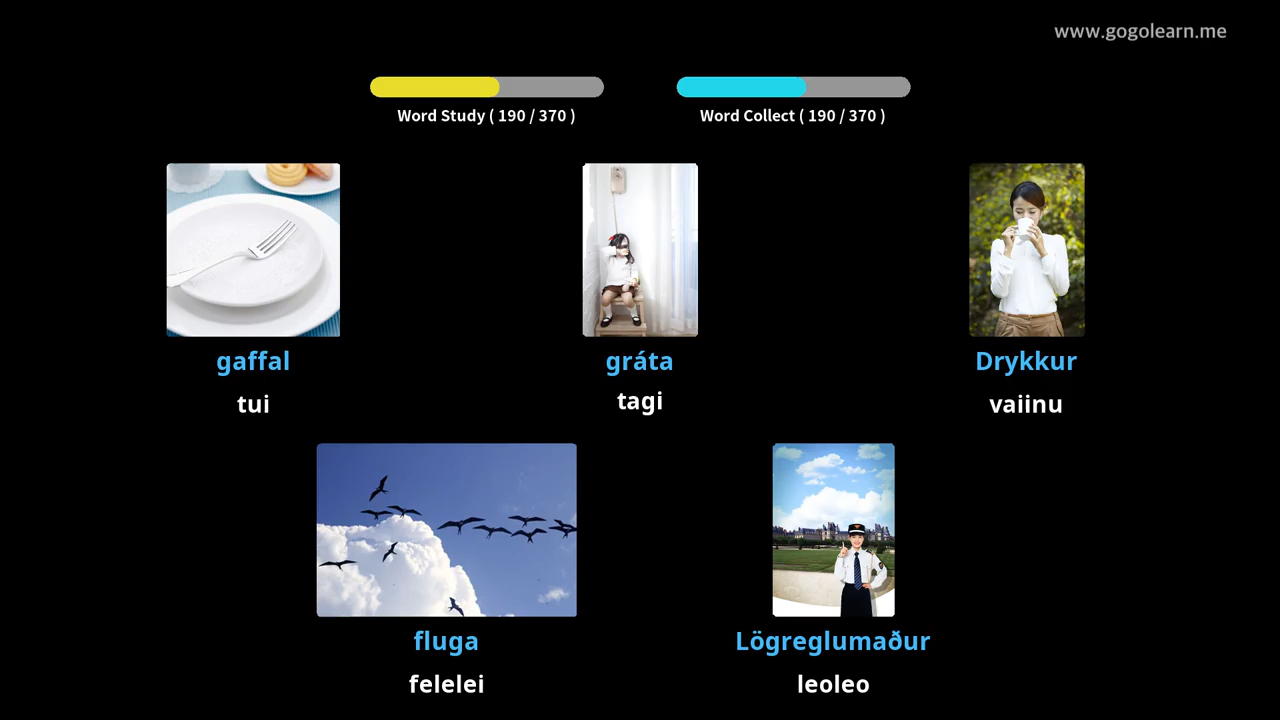 www.gogolearn.me
Word Study ( 190 / 370 )
Word Collect ( 190 / 370 )
gaffal
gráta
Drykkur
tui
tagi
vaiinu
fluga
Lögreglumaður
felelei
leoleo